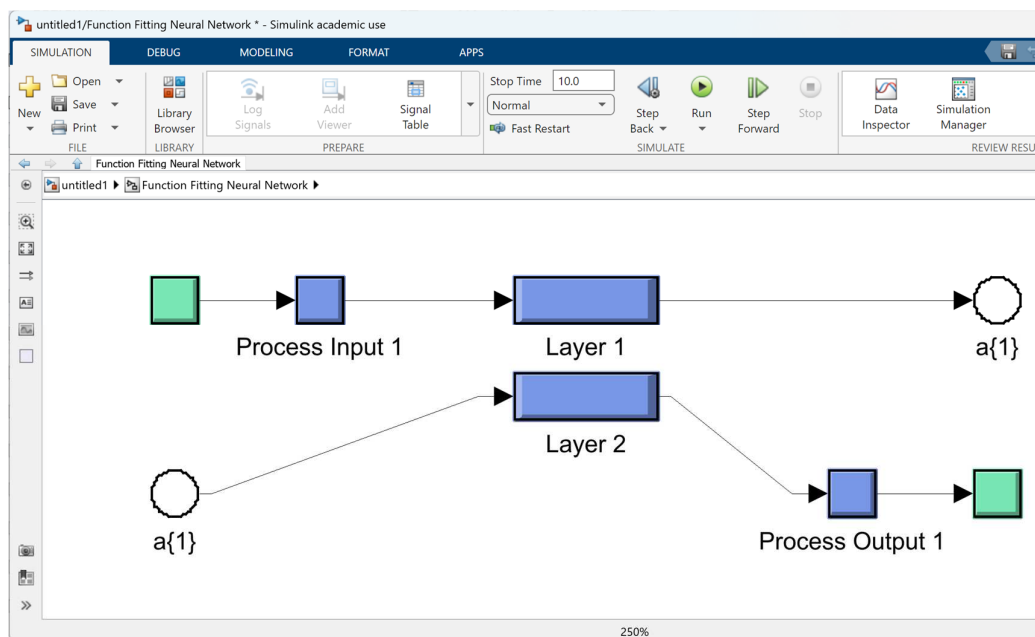 untitled1/Function Fitting Neural Network * - Simulink academic use
SIMULATION DEBUG MODELING FORMAT APPS
New
Open
Save
Print
FILE
Library Browser
LIBRARY
Log Signals
Add Viewer
Signal Table
PREPARE
Stop Time 10.0
Normal
Fast Restart
Step Back
Run
Step Forward
Stop
SIMULATE
Data Inspector
Simulation Manager
REVIEW RESU
Function Fitting Neural Network
untitled1 Function Fitting Neural Network
Process Input 1
Layer 1
a{1}
Layer 2
a{1}
Process Output 1
250%